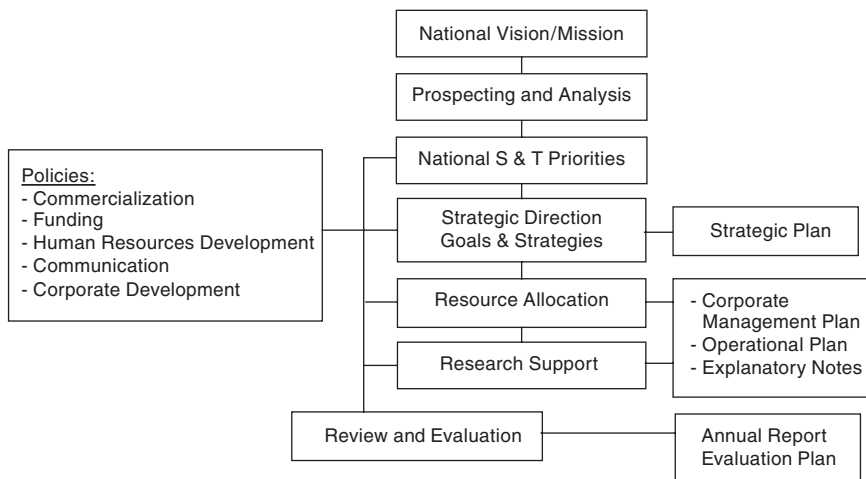 National Vision/Mission
Prospecting and Analysis
National S & T Priorities
Policies:
- Commercialization
- Funding
- Human Resources Development
- Communication
- Corporate Development
Strategic Direction
Goals & Strategies
Strategic Plan
Resource Allocation
- Corporate
Management Plan
- Operational Plan
- Explanatory Notes
Research Support
Review and Evaluation
Annual Report
Evaluation Plan